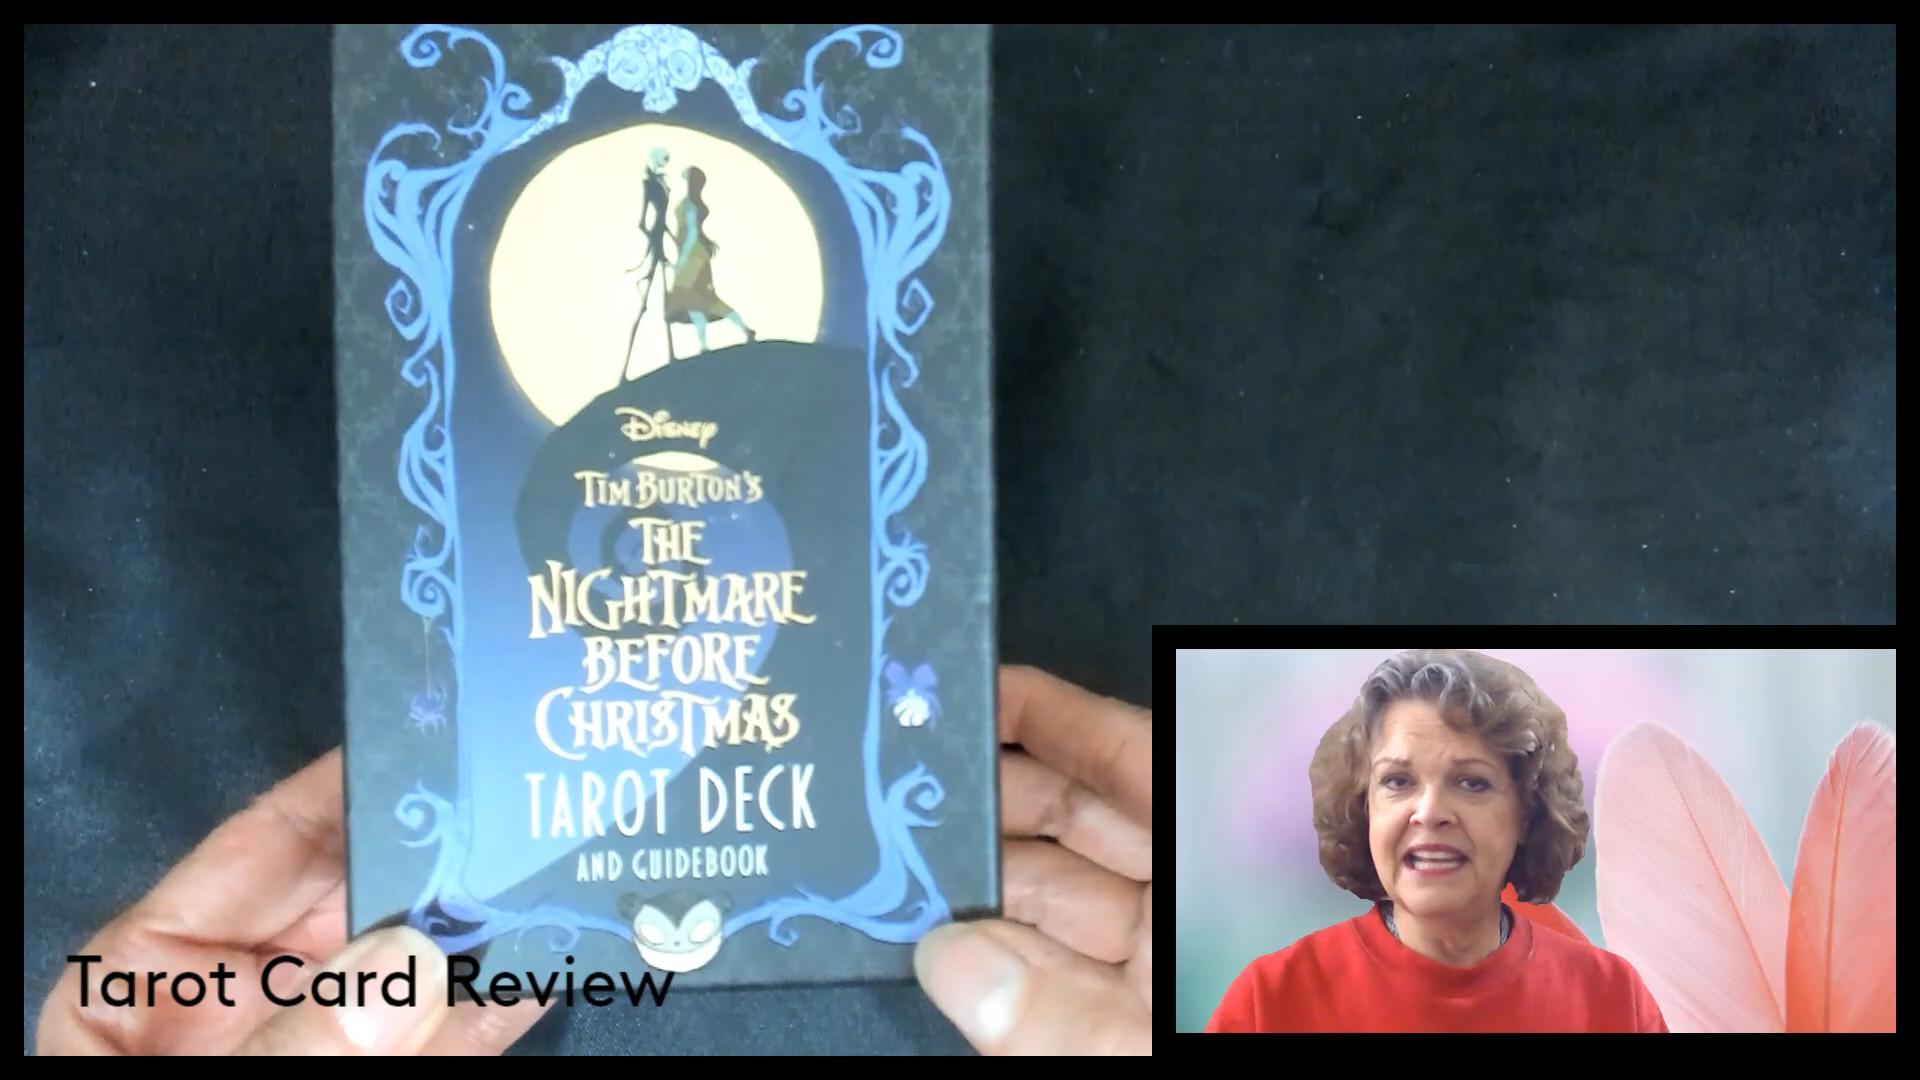 Disney
TIM BURTON'S
THE
NIGHTMARE
BEFORE
CHRISTMAS
TAROT DECK
AND GUIDEBOOK
Tarot Card Review